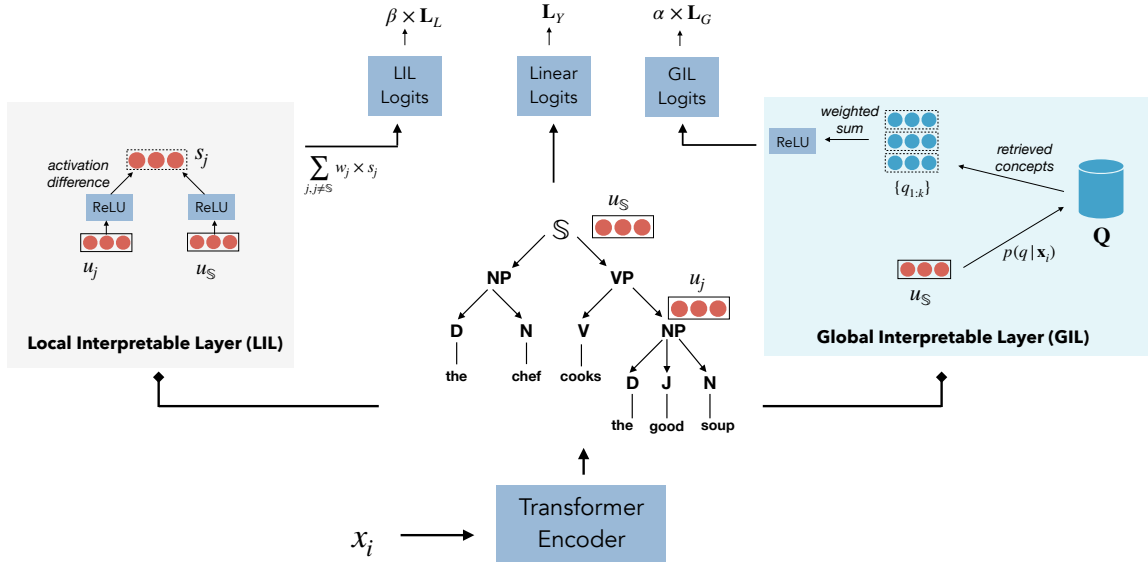 β × L_L
L_Y
α × L_G
LIL
Logits
Linear
Logits
GIL
Logits
activation
difference
s_j
ReLU
ReLU
u_j
u_𝕊
Local Interpretable Layer (LIL)
∑_{j, j≠𝕊} w_j × s_j
𝕊
u_𝕊
NP
VP
u_j
D
N
V
NP
the
chef
cooks
D
J
N
the
good
soup
weighted
sum
ReLU
{q_{1:k}}
retrieved
concepts
Q
p(q | x_i)
u_𝕊
Global Interpretable Layer (GIL)
x_i
Transformer
Encoder